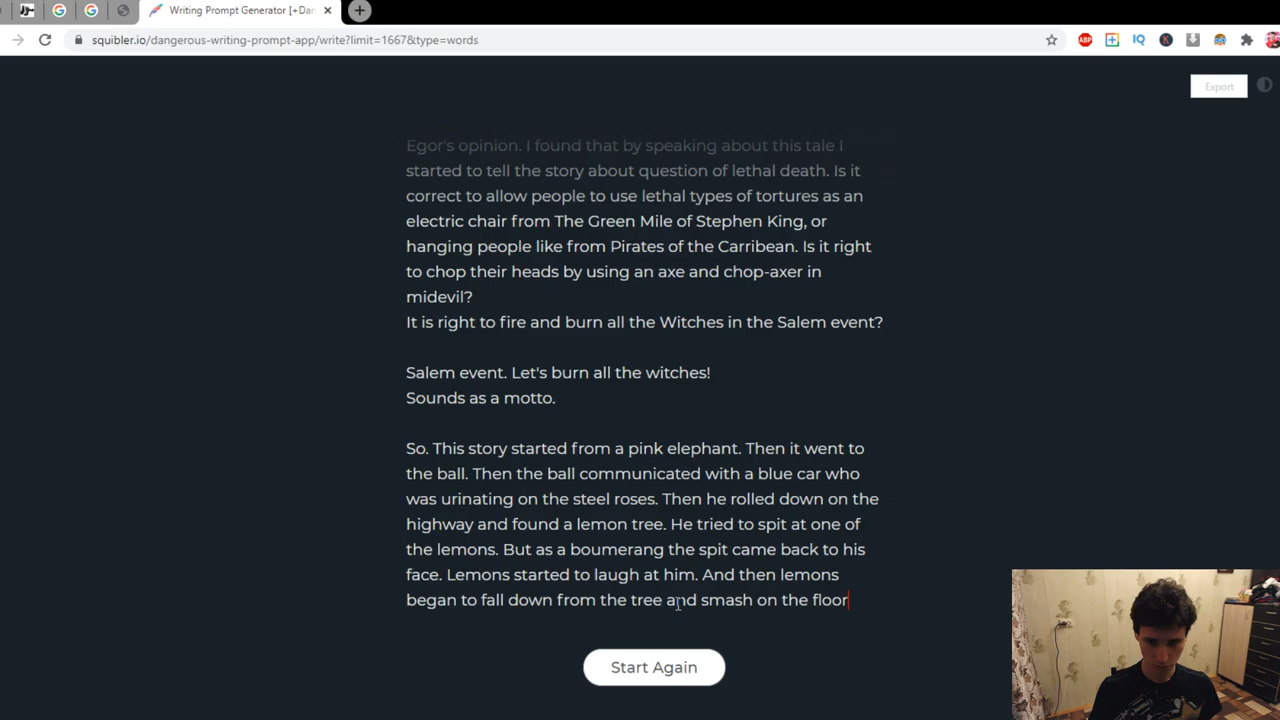 Writing Prompt Generator [+Dan
squibler.io/dangerous-writing-prompt-app/write?limit=1667&type=words
ABP
IQ
K
Export
Egor's opinion. I found that by speaking about this tale I
started to tell the story about question of lethal death. Is it
correct to allow people to use lethal types of tortures as an
electric chair from The Green Mile of Stephen King, or
hanging people like from Pirates of the Carribean. Is it right
to chop their heads by using an axe and chop-axer in
midevil?
It is right to fire and burn all the Witches in the Salem event?
Salem event. Let's burn all the witches!
Sounds as a motto.
So. This story started from a pink elephant. Then it went to
the ball. Then the ball communicated with a blue car who
was urinating on the steel roses. Then he rolled down on the
highway and found a lemon tree. He tried to spit at one of
the lemons. But as a boumerang the spit came back to his
face. Lemons started to laugh at him. And then lemons
began to fall down from the tree and smash on the floor
Start Again